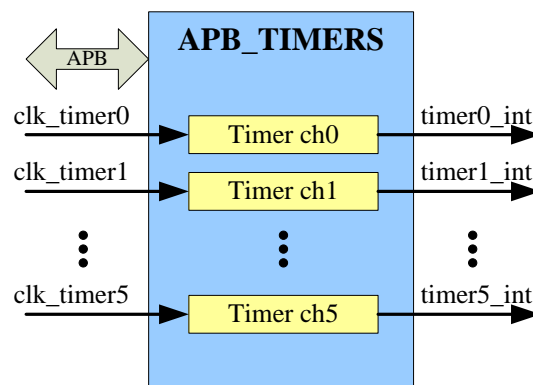 APB_TIMERS
APB
clk_timer0
Timer ch0
timer0_int
clk_timer1
Timer ch1
timer1_int
clk_timer5
Timer ch5
timer5_int